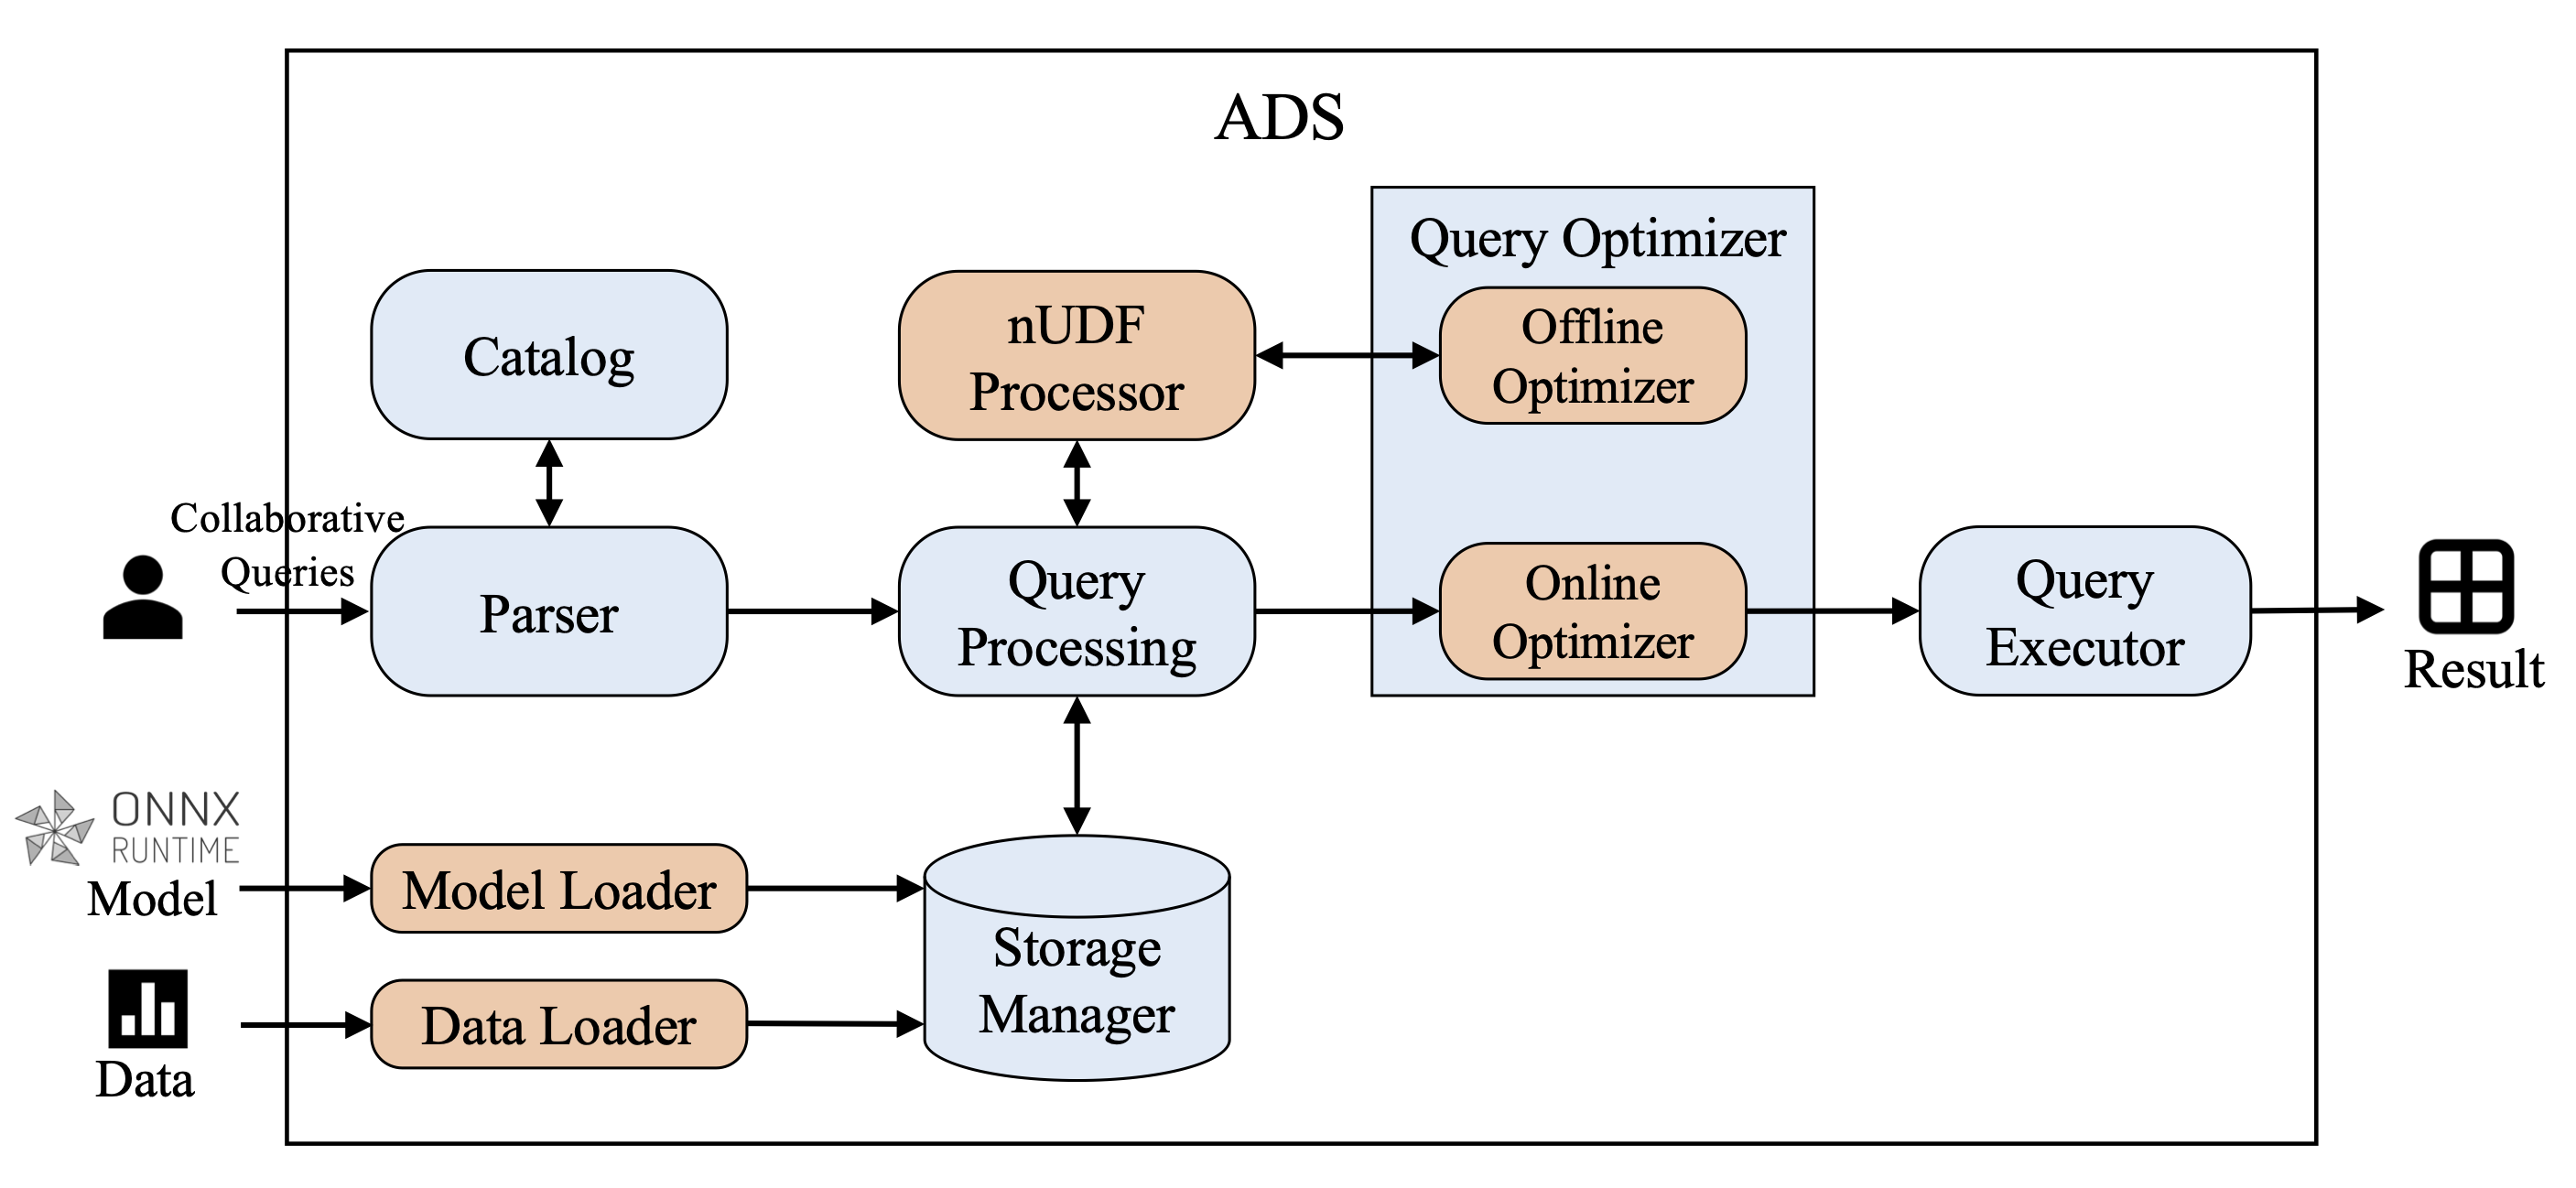 ADS
Query Optimizer
Catalog
nUDF
Processor
Offline
Optimizer
Collaborative
Queries
Parser
Query
Processing
Online
Optimizer
Query
Executor
Result
ONNX
RUNTIME
Model
Model Loader
Storage
Manager
Data Loader
Data